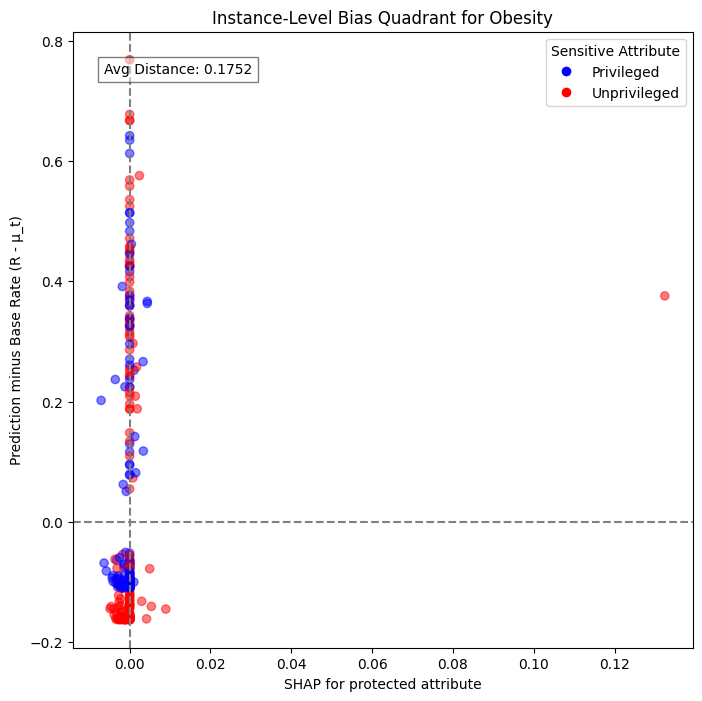 Instance-Level Bias Quadrant for Obesity
0.8
Avg Distance: 0.1752
Sensitive Attribute
Privileged
Unprivileged
0.6
0.4
0.2
0.0
−0.2
Prediction minus Base Rate (R - μ_t)
0.00 0.02 0.04 0.06 0.08 0.10 0.12
SHAP for protected attribute